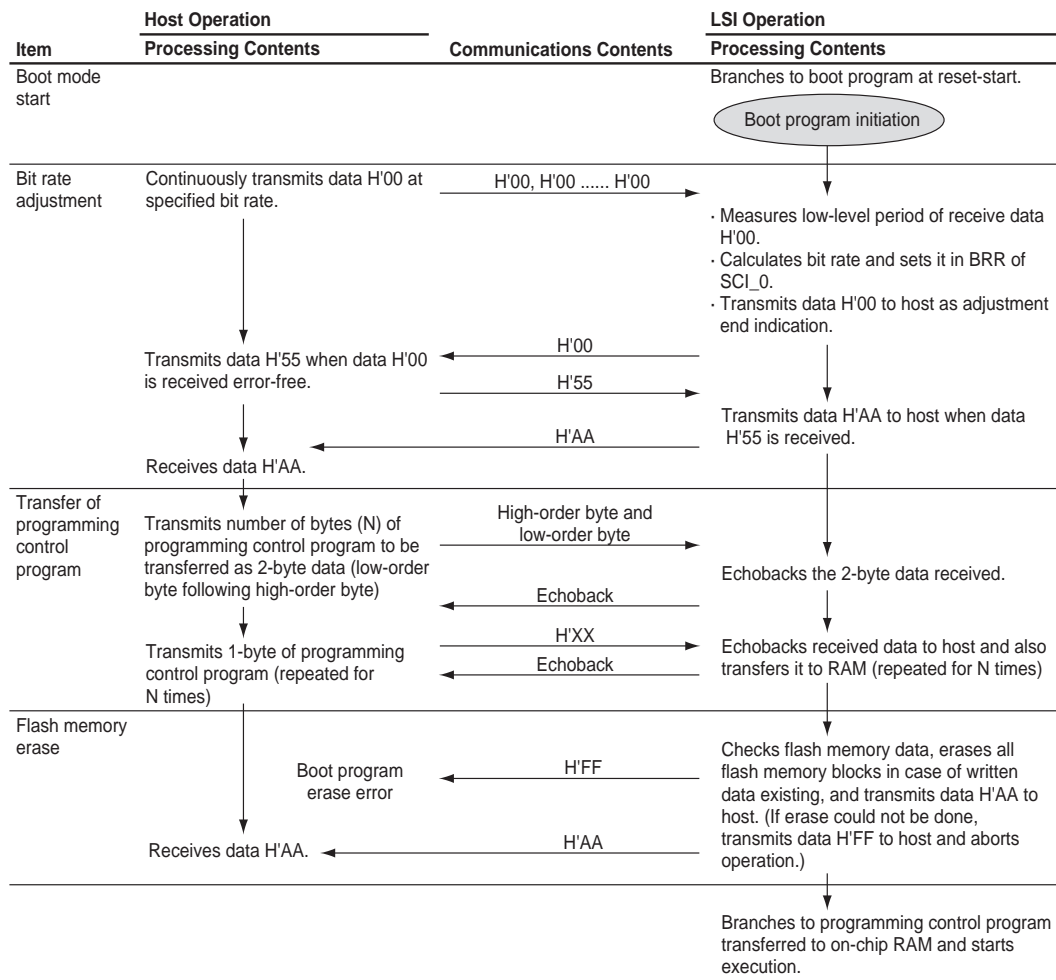 Host Operation
LSI Operation
Item
Processing Contents
Communications Contents
Processing Contents
Boot mode
start
Branches to boot program at reset-start.
Boot program initiation
Bit rate
adjustment
Continuously transmits data H'00 at
specified bit rate.
H'00, H'00 ...... H'00
· Measures low-level period of receive data
H'00.
· Calculates bit rate and sets it in BRR of
SCI_0.
· Transmits data H'00 to host as adjustment
end indication.
H'00
Transmits data H'55 when data H'00
is received error-free.
H'55
Transmits data H'AA to host when data
H'55 is received.
H'AA
Receives data H'AA.
Transfer of
programming
control
program
Transmits number of bytes (N) of
programming control program to be
transferred as 2-byte data (low-order
byte following high-order byte)
High-order byte and
low-order byte
Echobacks the 2-byte data received.
Echoback
H'XX
Transmits 1-byte of programming
control program (repeated for
N times)
Echoback
Echobacks received data to host and also
transfers it to RAM (repeated for N times)
Flash memory
erase
Boot program
erase error
H'FF
Checks flash memory data, erases all
flash memory blocks in case of written
data existing, and transmits data H'AA to
host. (If erase could not be done,
transmits data H'FF to host and aborts
operation.)
Receives data H'AA.
H'AA
Branches to programming control program
transferred to on-chip RAM and starts
execution.